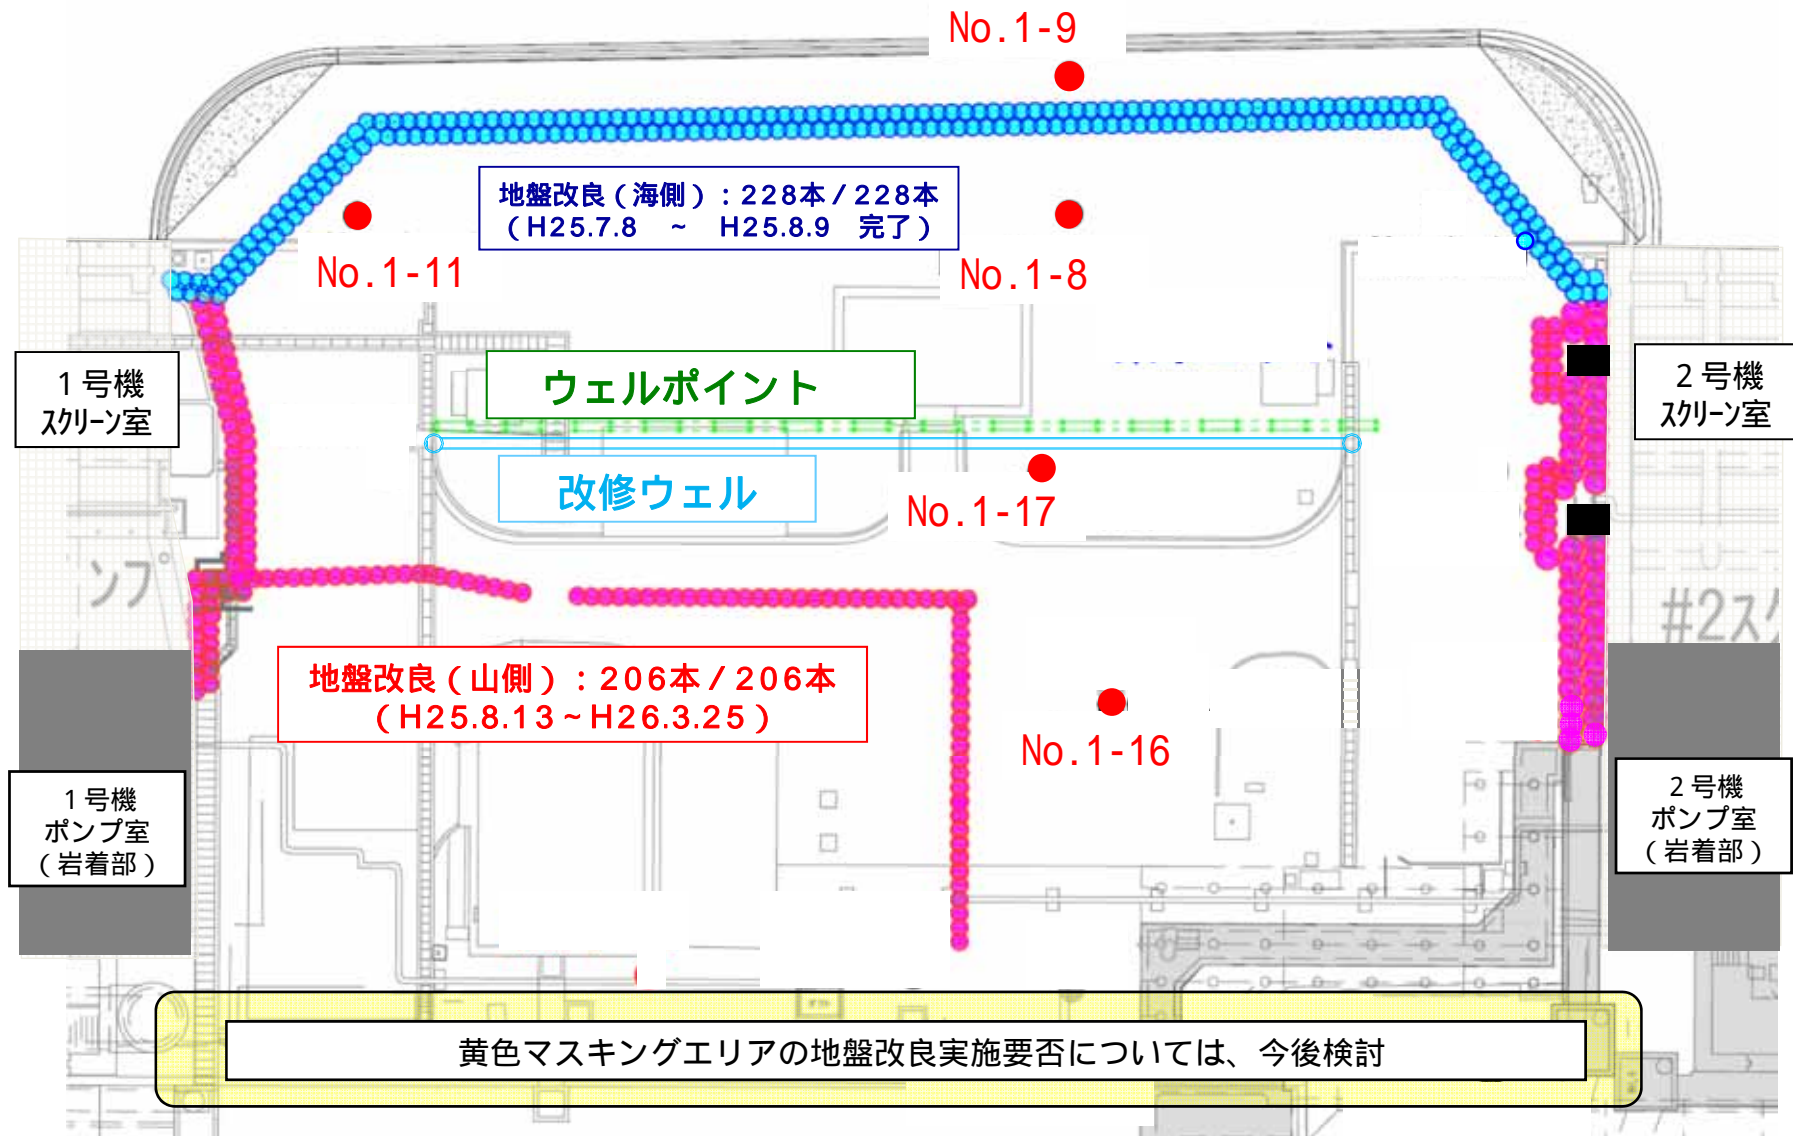 No.1-9
地盤改良（海側）：228本／228本
（H25.7.8　～　H25.8.9　完了）
No.1-11
No.1-8
1号機
スクリーン室
2号機
スクリーン室
ウェルポイント
改修ウェル
No.1-17
ンフ
#2スク
地盤改良（山側）：206本／206本
（H25.8.13～H26.3.25）
No.1-16
1号機
ポンプ室
（岩着部）
2号機
ポンプ室
（岩着部）
黄色マスキングエリアの地盤改良実施要否については、今後検討